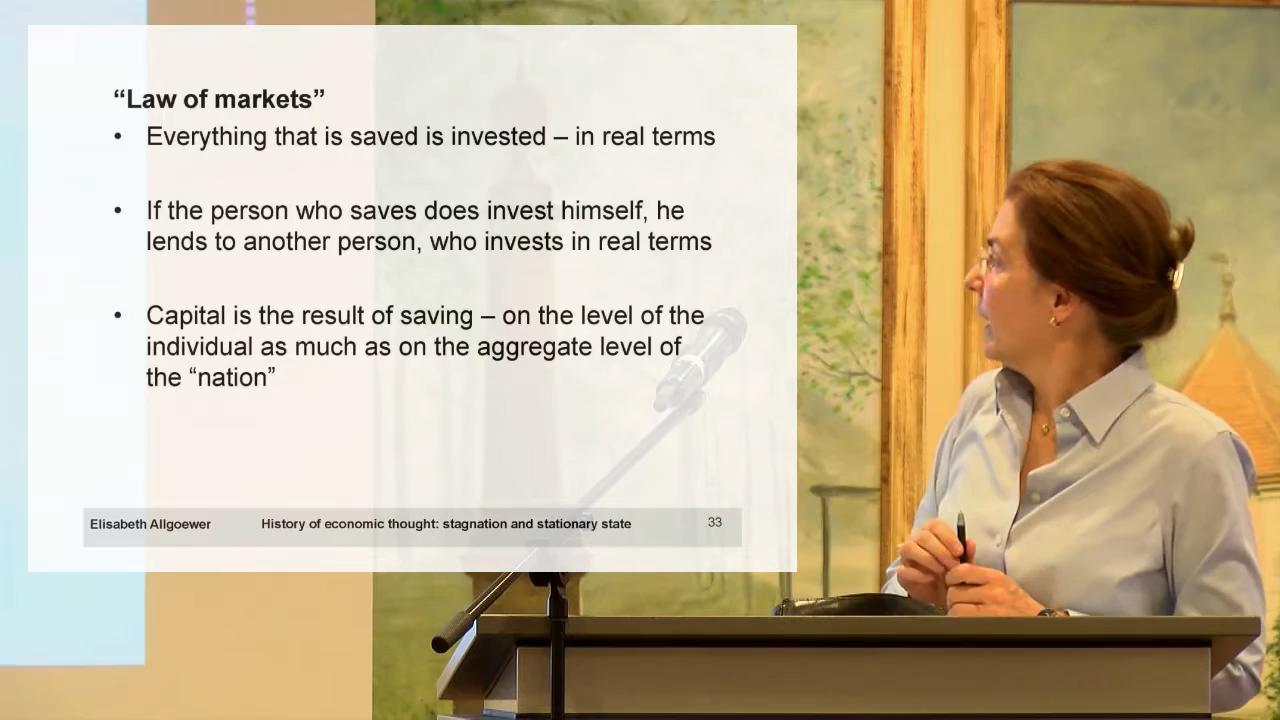 “Law of markets”
• Everything that is saved is invested – in real terms
• If the person who saves does invest himself, he
lends to another person, who invests in real terms
• Capital is the result of saving – on the level of the
individual as much as on the aggregate level of
the “nation”
Elisabeth Allgoewer History of economic thought: stagnation and stationary state 33